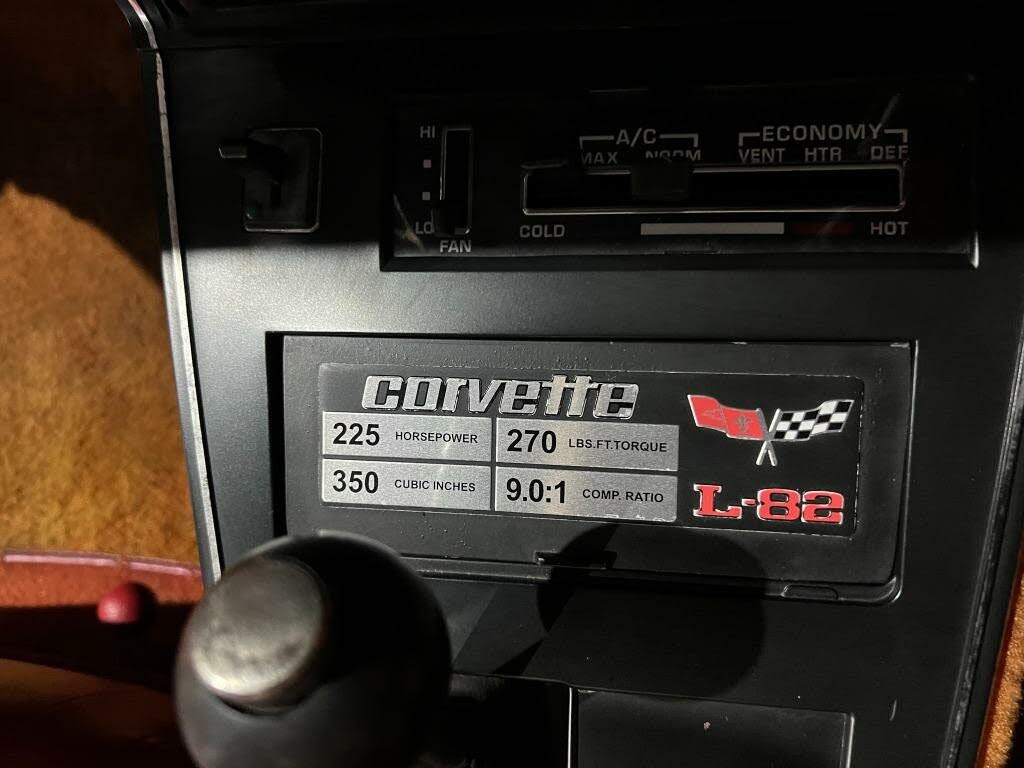 HI
A/C
ECONOMY
MAX NORM VENT HTR DEF
LO
COLD HOT
FAN
corvette
225 HORSEPOWER 270 LBS.FT.TORQUE
350 CUBIC INCHES 9.0:1 COMP. RATIO
L-82